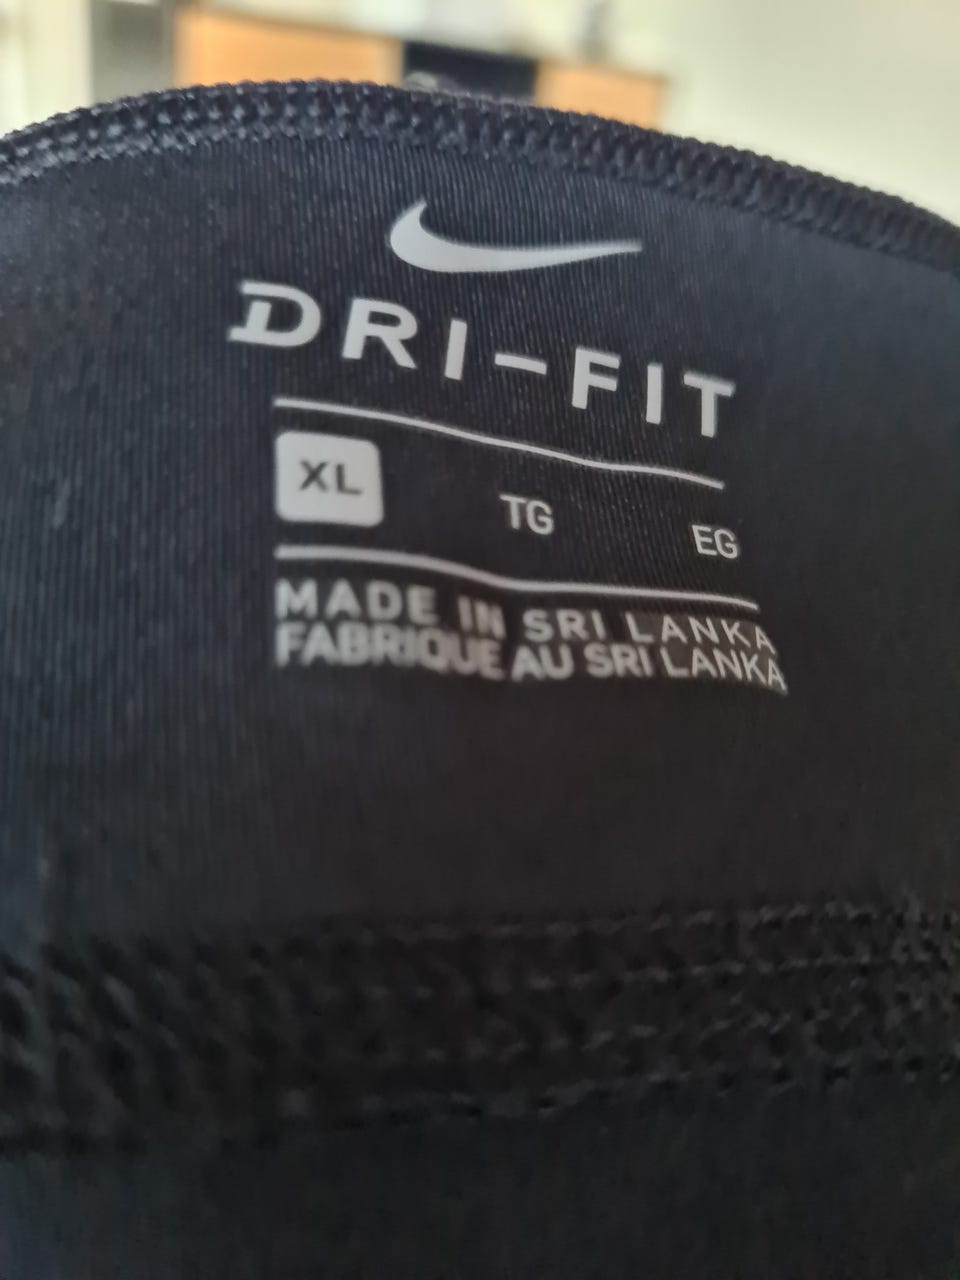 DRI-FIT
XL TG EG
MADE IN SRI LANKA
FABRIQUE AU SRI LANKA